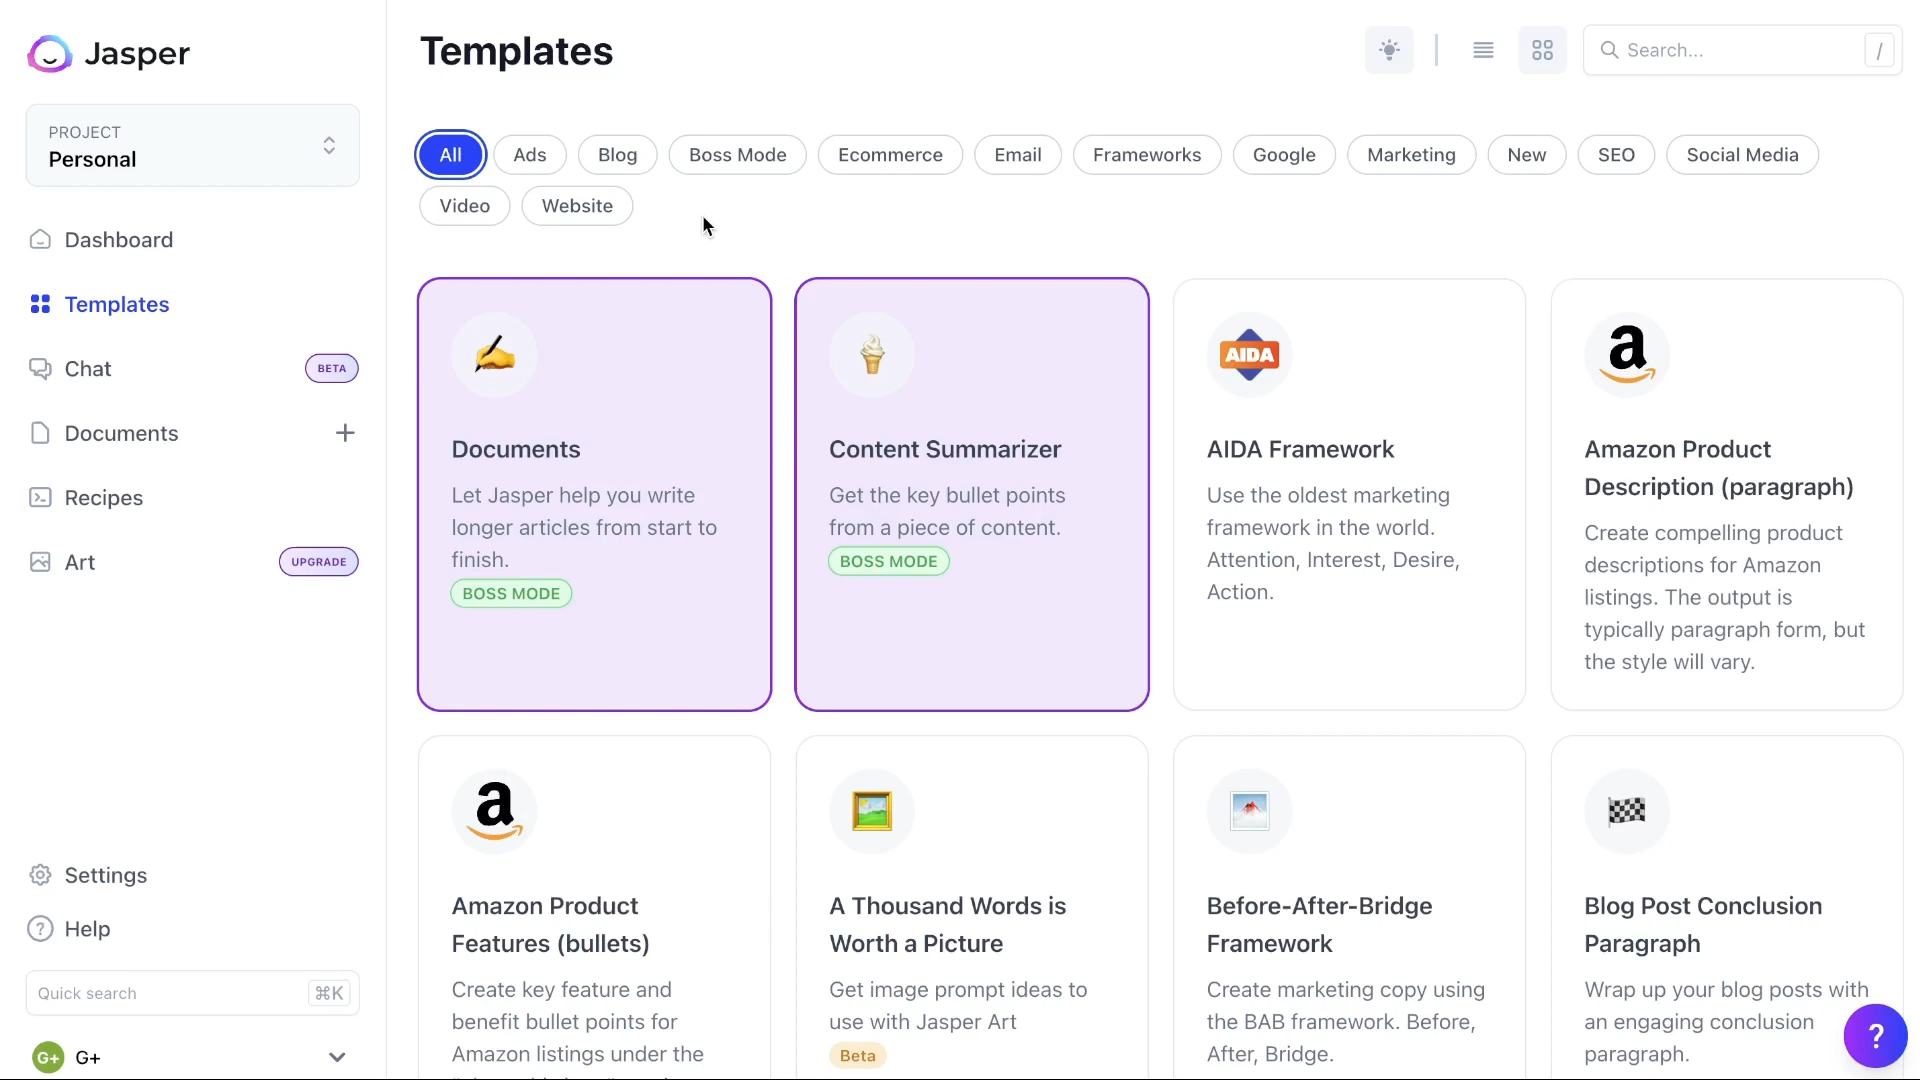 Jasper
PROJECT
Personal
Dashboard
Templates
Chat
BETA
Documents
Recipes
Art
UPGRADE
Settings
Help
Quick search
⌘K
G+
G+
Templates
Search...
/
All
Ads
Blog
Boss Mode
Ecommerce
Email
Frameworks
Google
Marketing
New
SEO
Social Media
Video
Website
Documents
Let Jasper help you write
longer articles from start to
finish.
BOSS MODE
Content Summarizer
Get the key bullet points
from a piece of content.
BOSS MODE
AIDA
AIDA Framework
Use the oldest marketing
framework in the world.
Attention, Interest, Desire,
Action.
a
Amazon Product
Description (paragraph)
Create compelling product
descriptions for Amazon
listings. The output is
typically paragraph form, but
the style will vary.
a
Amazon Product
Features (bullets)
Create key feature and
benefit bullet points for
Amazon listings under the
A Thousand Words is
Worth a Picture
Get image prompt ideas to
use with Jasper Art
Beta
Before-After-Bridge
Framework
Create marketing copy using
the BAB framework. Before,
After, Bridge.
Blog Post Conclusion
Paragraph
Wrap up your blog posts with
an engaging conclusion
paragraph.
?